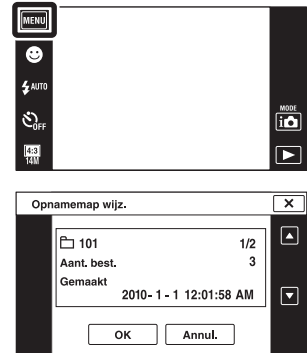 MENU
AUTO
OFF
4:3
14M
MODE
i
Opnamemap wijz.
101 1/2
Aant. best. 3
Gemaakt
2010- 1 - 1 12:01:58 AM
OK Annul.